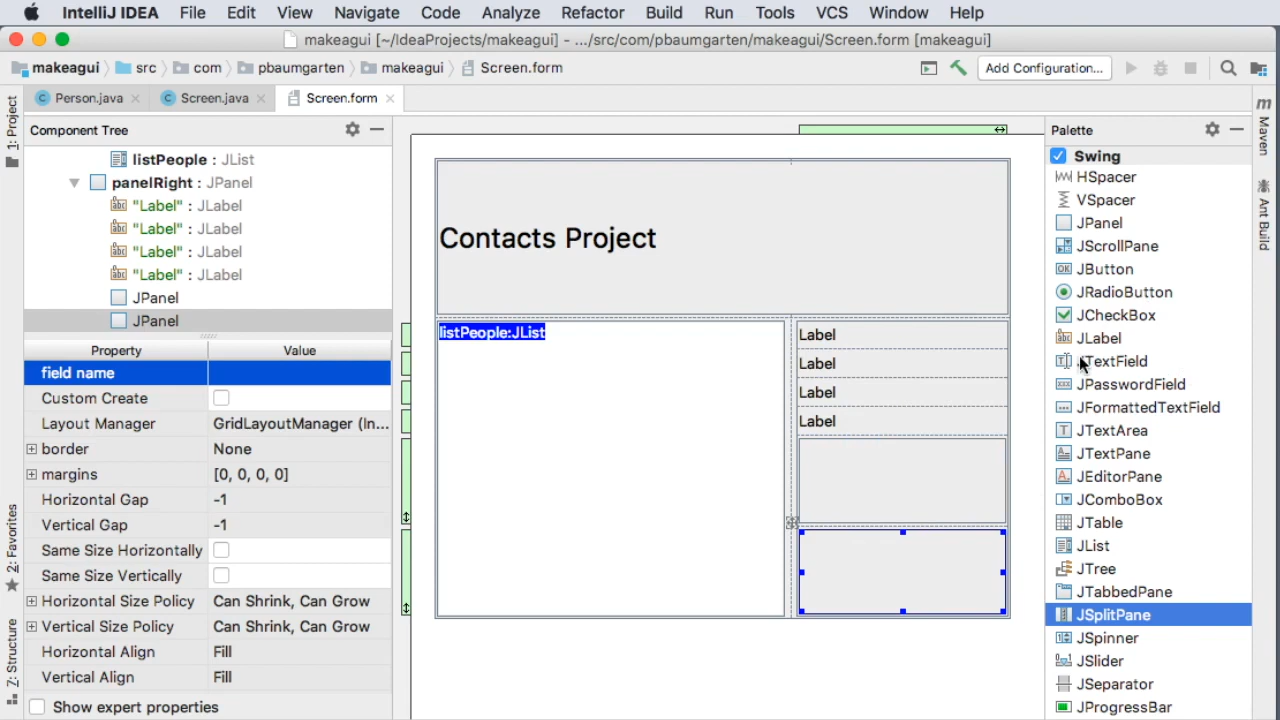 IntelliJ IDEA File Edit View Navigate Code Analyze Refactor Build Run Tools VCS Window Help
makeagui [~/IdeaProjects/makeagui] - .../src/com/pbaumgarten/makeagui/Screen.form [makeagui]
makeagui src com pbaumgarten makeagui Screen.form Add Configuration...
Person.java Screen.java Screen.form
1: Project
2: Favorites
Z: Structure
Component Tree
listPeople : JList
panelRight : JPanel
"Label" : JLabel
"Label" : JLabel
"Label" : JLabel
"Label" : JLabel
JPanel
JPanel
Property Value
field name
Custom Create
Layout Manager GridLayoutManager (In...
border None
margins [0, 0, 0, 0]
Horizontal Gap -1
Vertical Gap -1
Same Size Horizontally
Same Size Vertically
Horizontal Size Policy Can Shrink, Can Grow
Vertical Size Policy Can Shrink, Can Grow
Horizontal Align Fill
Vertical Align Fill
Show expert properties
Contacts Project
listPeople:JList
Label
Label
Label
Label
Palette
Swing
HSpacer
VSpacer
JPanel
JScrollPane
JButton
JRadioButton
JCheckBox
JLabel
JTextField
JPasswordField
JFormattedTextField
JTextArea
JTextPane
JEditorPane
JComboBox
JTable
JList
JTree
JTabbedPane
JSplitPane
JSpinner
JSlider
JSeparator
JProgressBar
m Maven
Ant Build